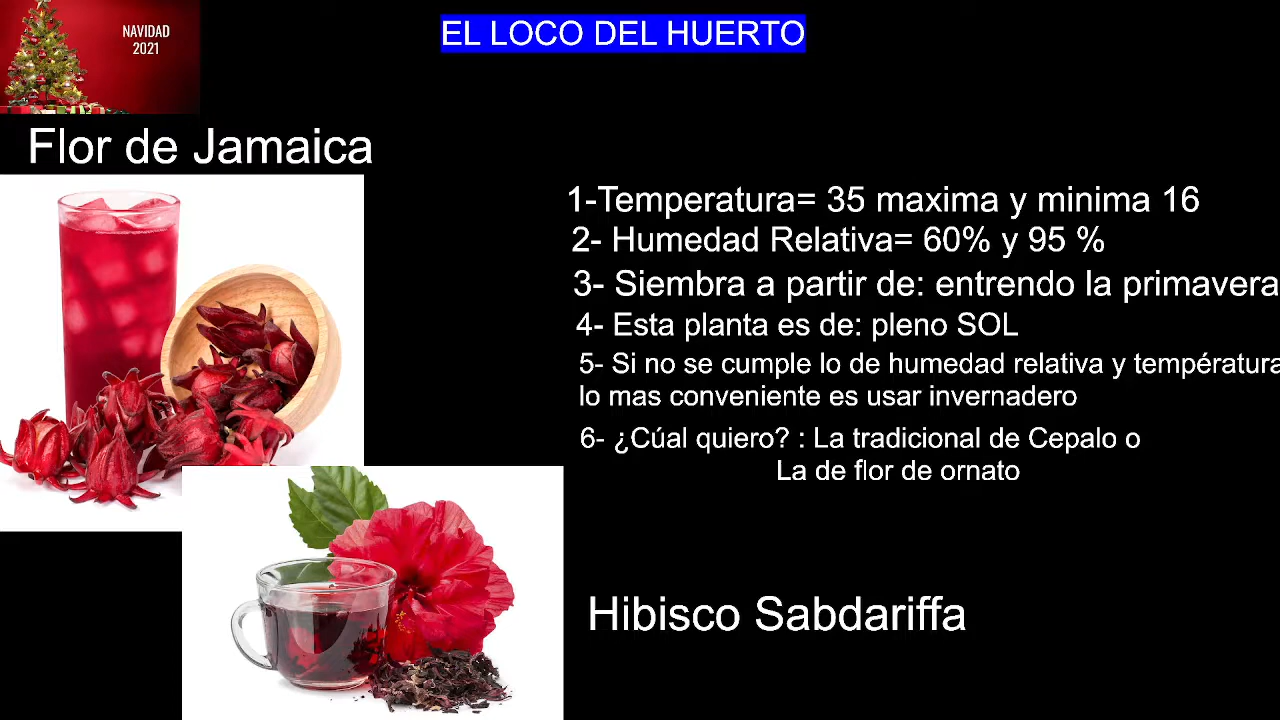 NAVIDAD
2021
EL LOCO DEL HUERTO
Flor de Jamaica
1-Temperatura= 35 maxima y minima 16
2- Humedad Relativa= 60% y 95 %
3- Siembra a partir de: entrendo la primavera
4- Esta planta es de: pleno SOL
5- Si no se cumple lo de humedad relativa y températura
lo mas conveniente es usar invernadero
6- ¿Cúal quiero? : La tradicional de Cepalo o
La de flor de ornato
Hibisco Sabdariffa